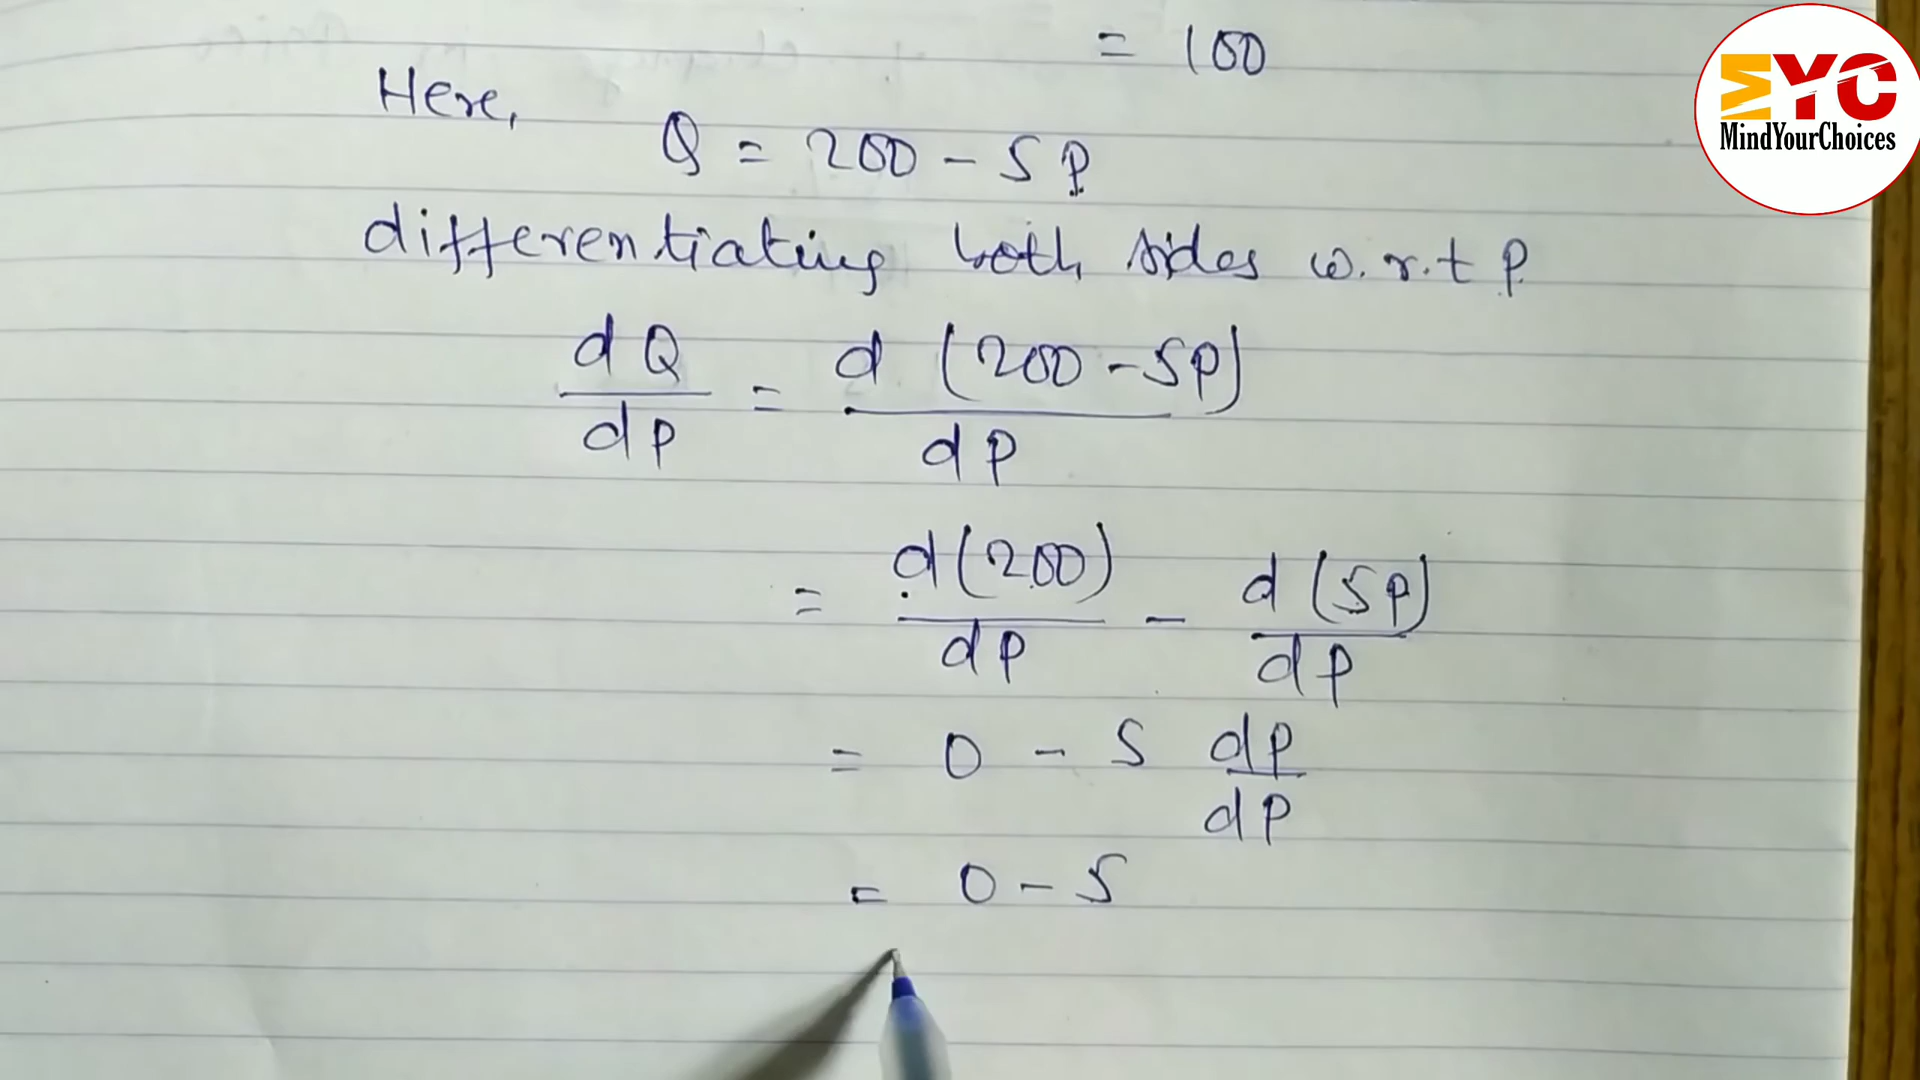 = 100
Here,
Q = 200 - 5P
differentiating both sides w.r.t P
dQ/dP = d(200 - 5P)/dP
= d(200)/dP - d(5P)/dP
= 0 - 5 dP/dP
= 0 - 5
MYC
MindYourChoices